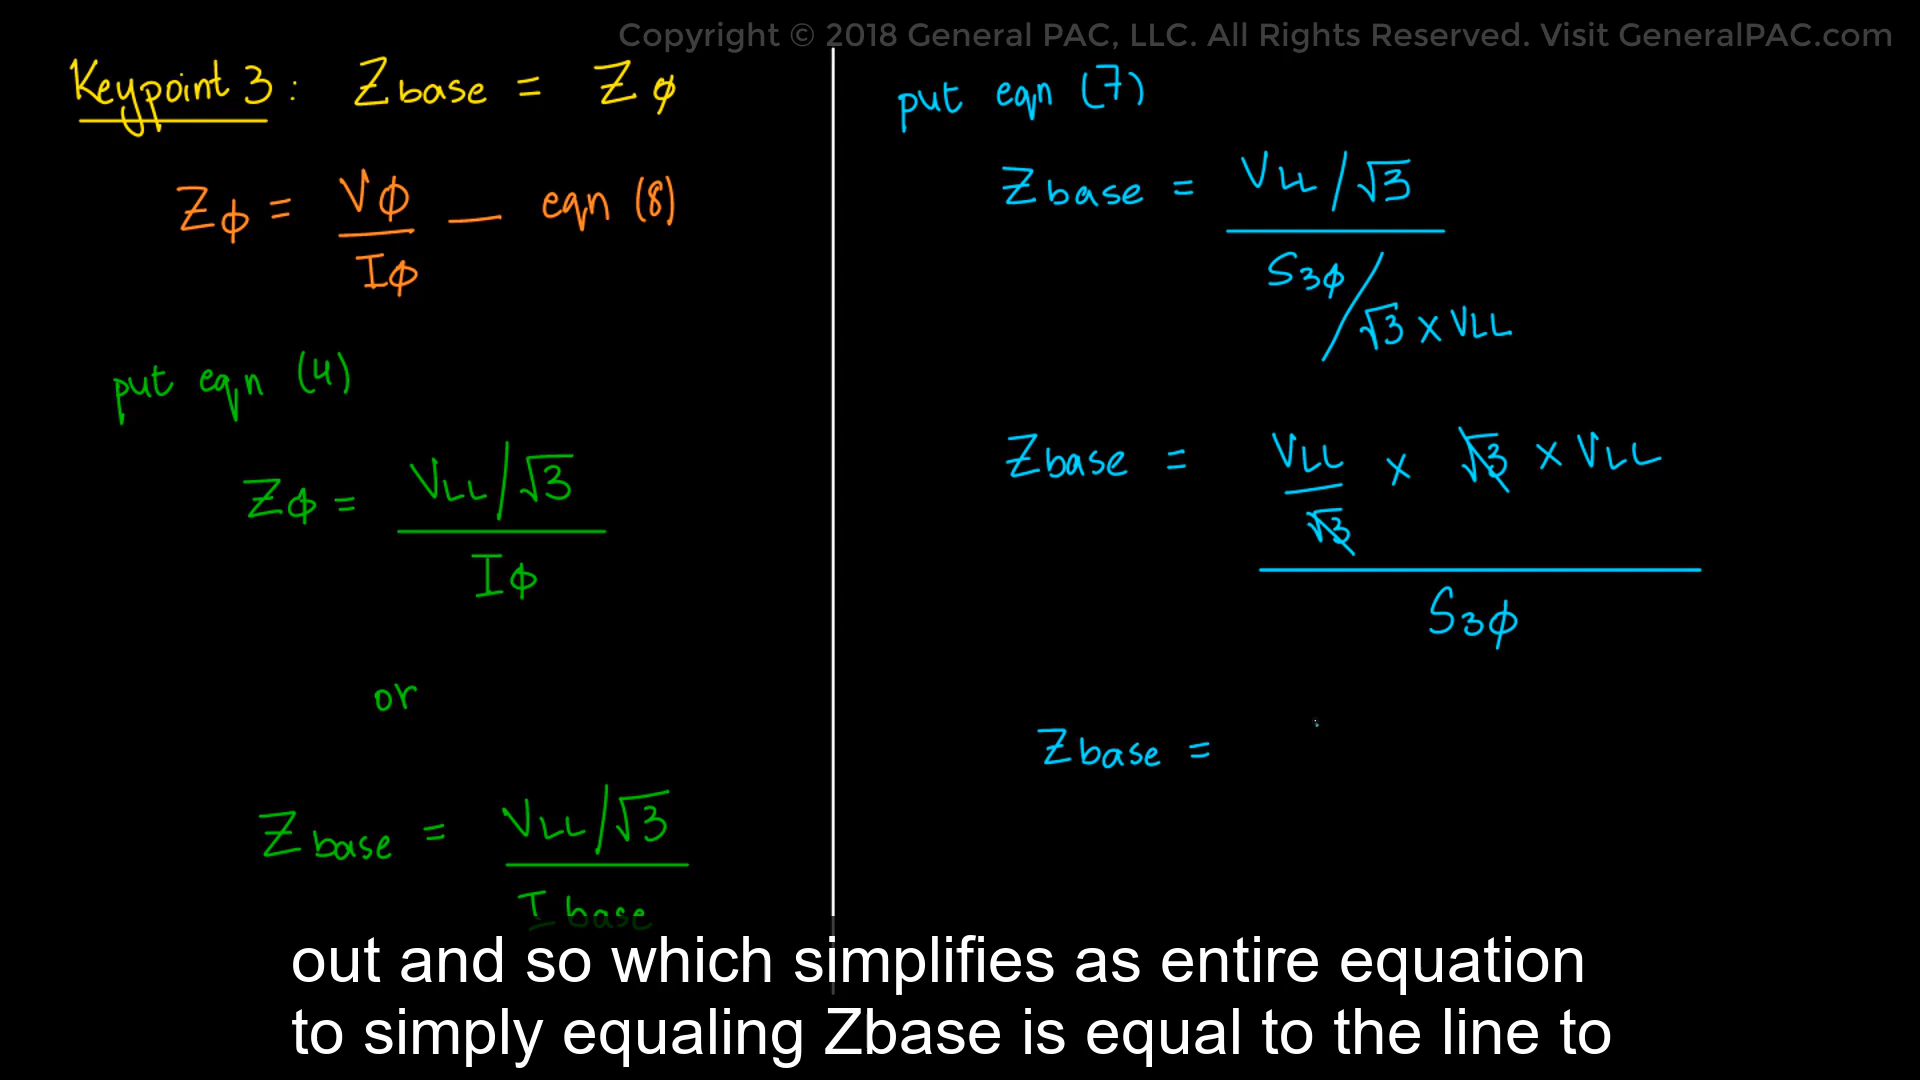 Copyright © 2018 General PAC, LLC. All Rights Reserved. Visit GeneralPAC.com
Keypoint 3 : Zbase = Zϕ
Zϕ = Vϕ / Iϕ — eqn (8)
put eqn (4)
Zϕ = VLL/√3 / Iϕ
or
Zbase = VLL/√3 / Ibase
put eqn (7)
Zbase = VLL/√3 / S3ϕ/√3 x VLL
Zbase = VLL/√3 x √3 x VLL / S3ϕ
Zbase =
out and so which simplifies as entire equation
to simply equaling Zbase is equal to the line to